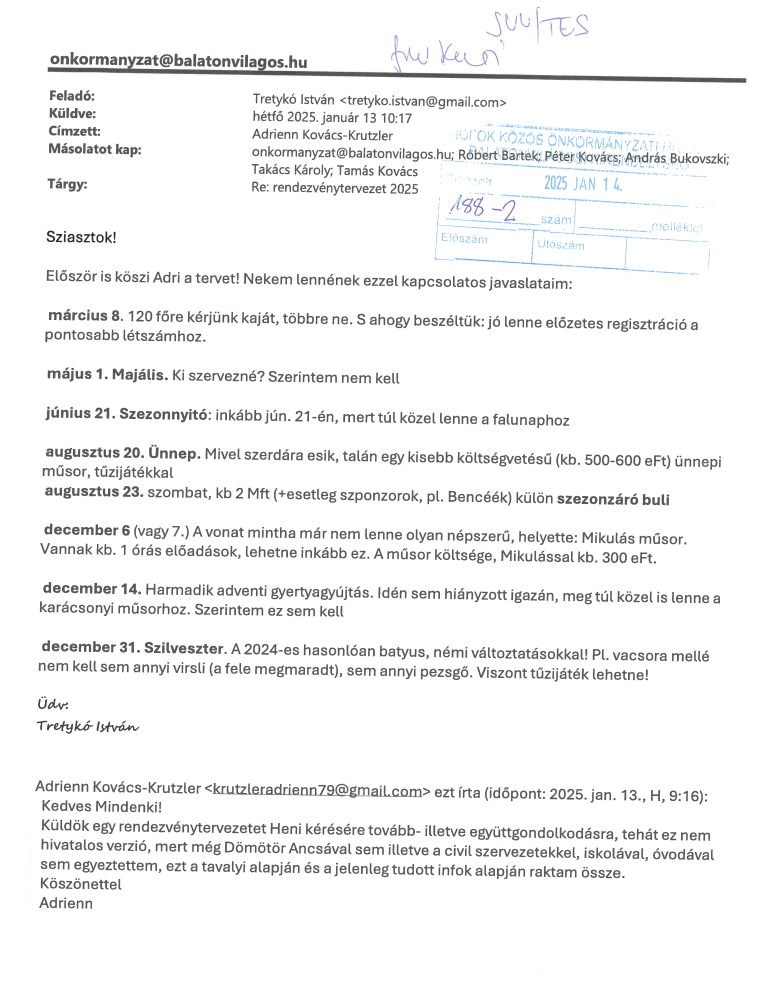 onkormanyzat@balatonvilagos.hu
Feladó: Tretykó István <tretyko.istvan@gmail.com>
Küldve: hétfő 2025. január 13 10:17
Címzett: Adrienn Kovács-Krutzler
Másolatot kap: onkormanyzat@balatonvilagos.hu; Róbert Bartek; Péter Kovács; András Bukovszki;
Takács Károly; Tamás Kovács
Tárgy: Re: rendezvénytervezet 2025
KÖZÖS ÖNKORMÁNYZATI
2025 JAN 14.
188-2 szám melléklet
Előszám Utószám
Sziasztok!
Először is köszi Adri a tervet! Nekem lennének ezzel kapcsolatos javaslataim:
március 8. 120 főre kérjünk kaját, többre ne. S ahogy beszéltük: jó lenne előzetes regisztráció a
pontosabb létszámhoz.
május 1. Majális. Ki szervezné? Szerintem nem kell
június 21. Szezonnyitó: inkább jún. 21-én, mert túl közel lenne a falunaphoz
augusztus 20. Ünnep. Mivel szerdára esik, talán egy kisebb költségvetésű (kb. 500-600 eFt) ünnepi
műsor, tűzijátékkal
augusztus 23. szombat, kb 2 Mft (+esetleg szponzorok, pl. Bencéék) külön szezonzáró buli
december 6 (vagy 7.) A vonat mintha már nem lenne olyan népszerű, helyette: Mikulás műsor.
Vannak kb. 1 órás előadások, lehetne inkább ez. A műsor költsége, Mikulással kb. 300 eFt.
december 14. Harmadik adventi gyertyagyújtás. Idén sem hiányzott igazán, meg túl közel is lenne a
karácsonyi műsorhoz. Szerintem ez sem kell
december 31. Szilveszter. A 2024-es hasonlóan batyus, némi változtatásokkal! Pl. vacsora mellé
nem kell sem annyi virsli (a fele megmaradt), sem annyi pezsgő. Viszont tűzijáték lehetne!
Üdv:
Tretykó István
Adrienn Kovács-Krutzler <krutzleradrienn79@gmail.com> ezt írta (időpont: 2025. jan. 13., H, 9:16):
Kedves Mindenki!
Küldök egy rendezvénytervezetet Heni kérésére tovább- illetve együttgondolkodásra, tehát ez nem
hivatalos verzió, mert még Dömötör Ancsával sem illetve a civil szervezetekkel, iskolával, óvodával
sem egyeztettem, ezt a tavalyi alapján és a jelenleg tudott infok alapján raktam össze.
Köszönettel
Adrienn